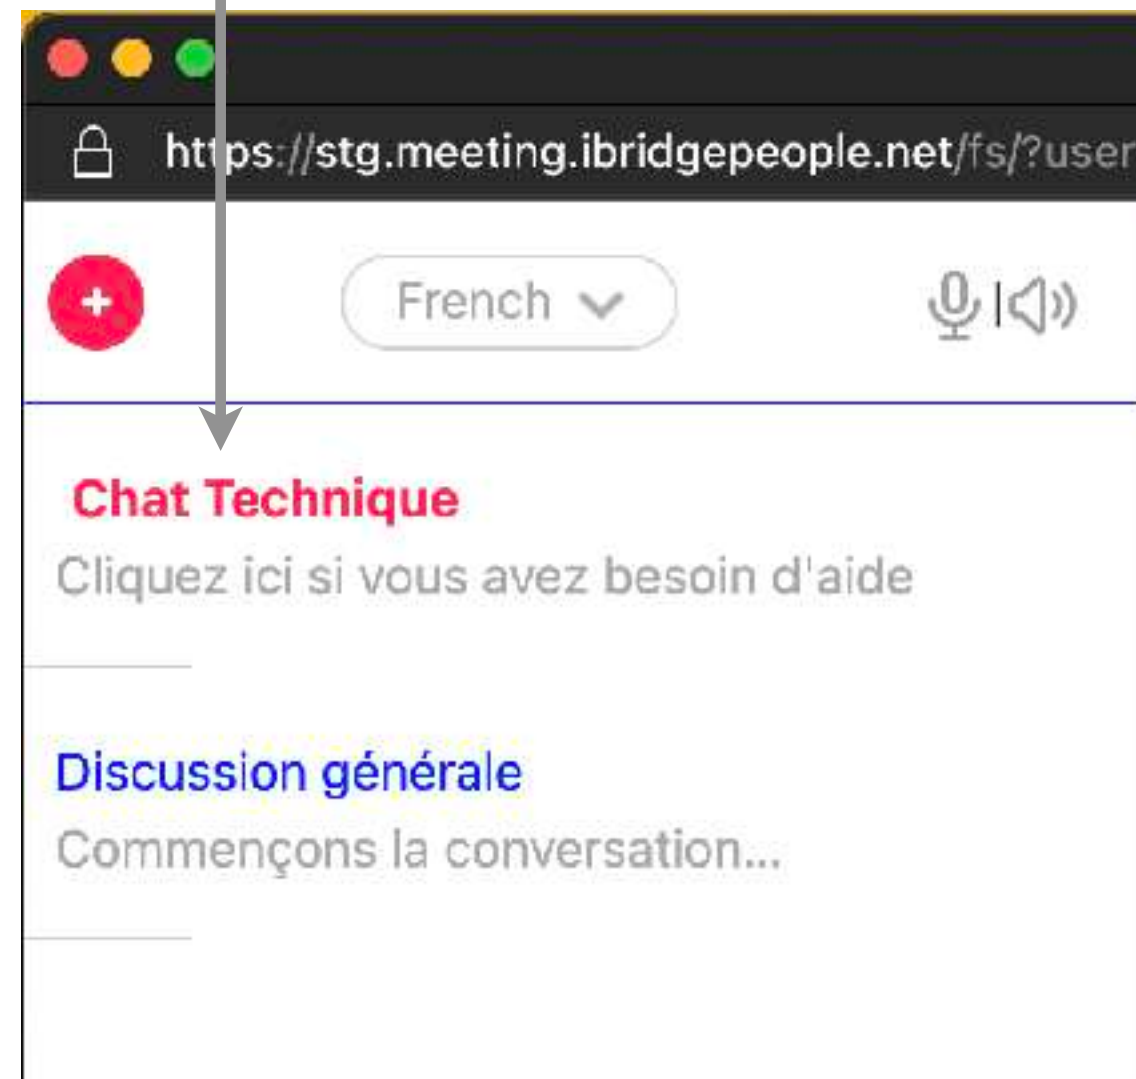 https://stg.meeting.ibridgepeople.net/fs/?user
French
Chat Technique
Cliquez ici si vous avez besoin d'aide
Discussion générale
Commençons la conversation...